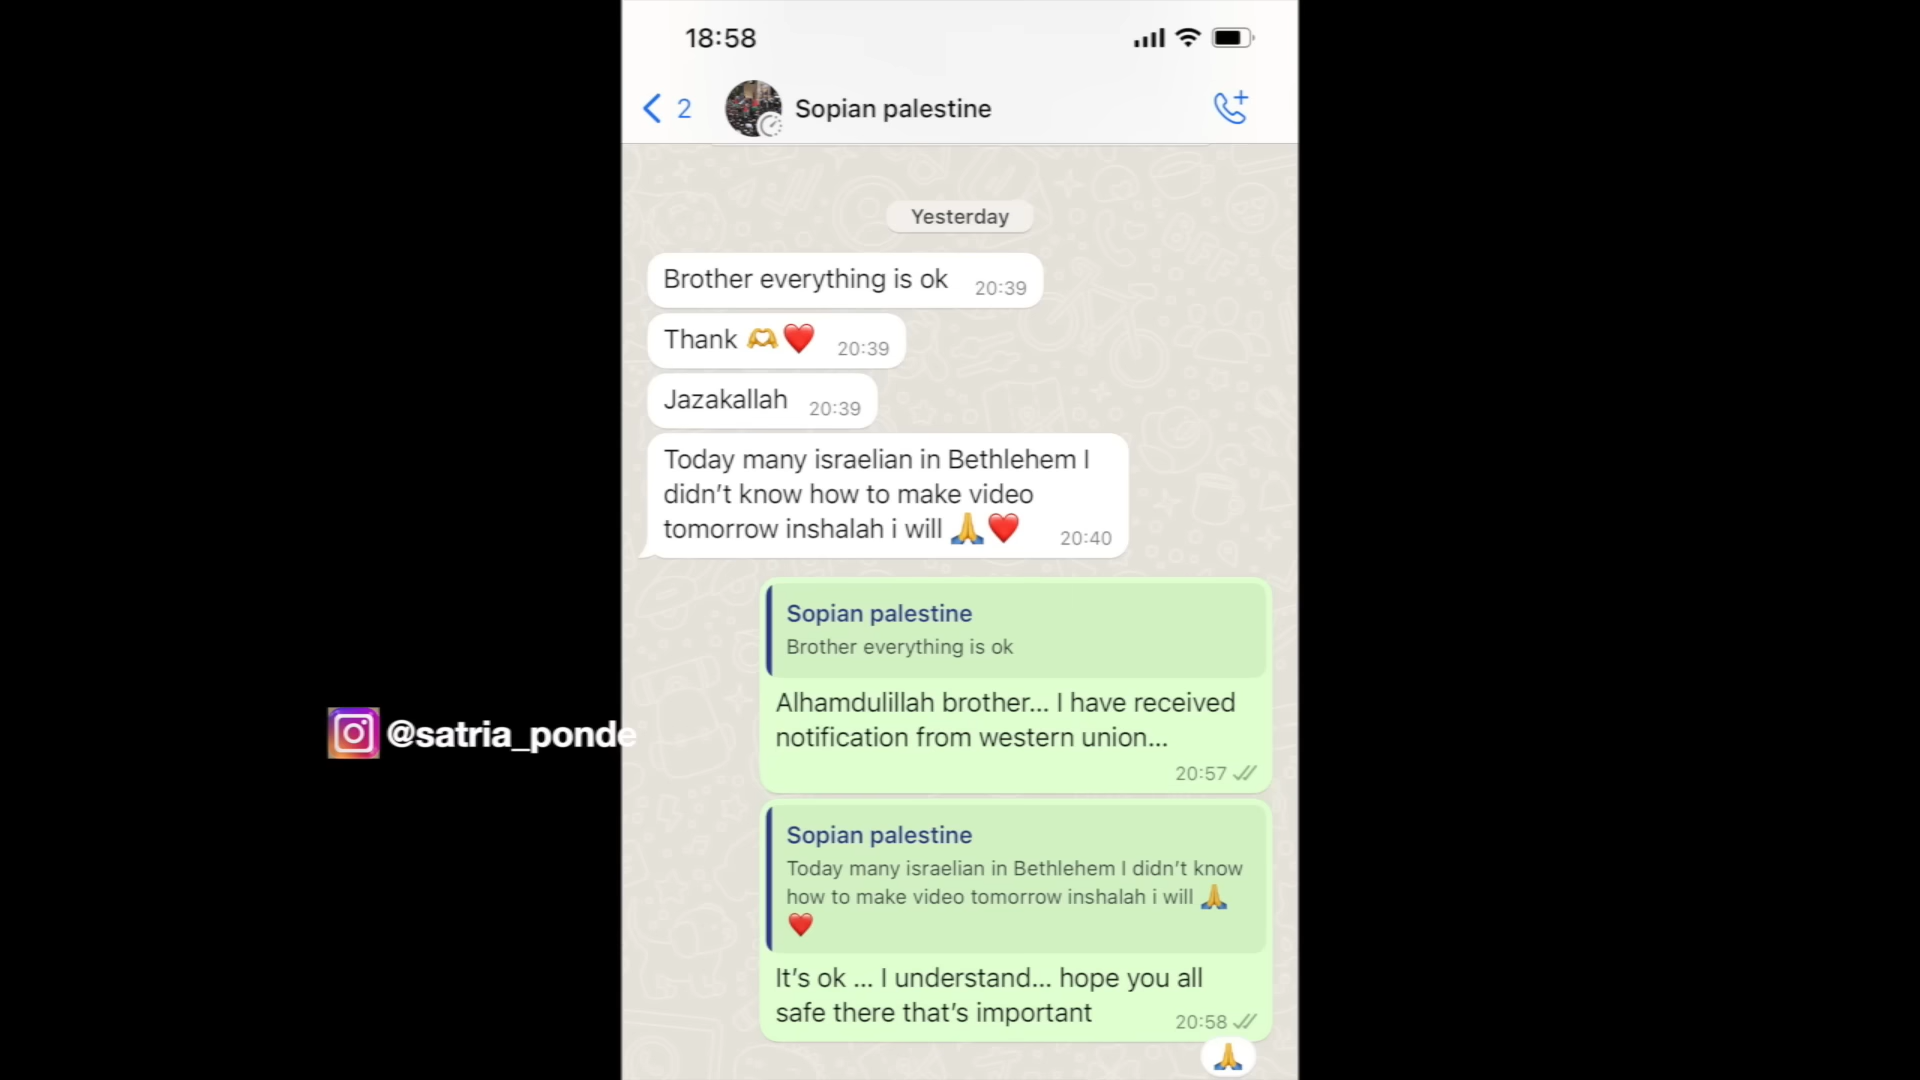 18:58
2
Sopian palestine
Yesterday
Brother everything is ok 20:39
Thank 🫶❤️ 20:39
Jazakallah 20:39
Today many israelian in Bethlehem I
didn't know how to make video
tomorrow inshalah i will 🙏❤️ 20:40
Sopian palestine
Brother everything is ok
Alhamdulillah brother... I have received
notification from western union...
20:57
@satria_ponde
Sopian palestine
Today many israelian in Bethlehem I didn't know
how to make video tomorrow inshalah i will 🙏
❤️
It's ok ... I understand... hope you all
safe there that's important 20:58
🙏